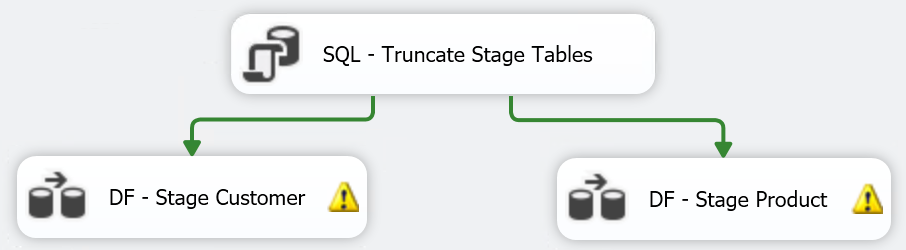 SQL - Truncate Stage Tables
DF - Stage Customer
DF - Stage Product